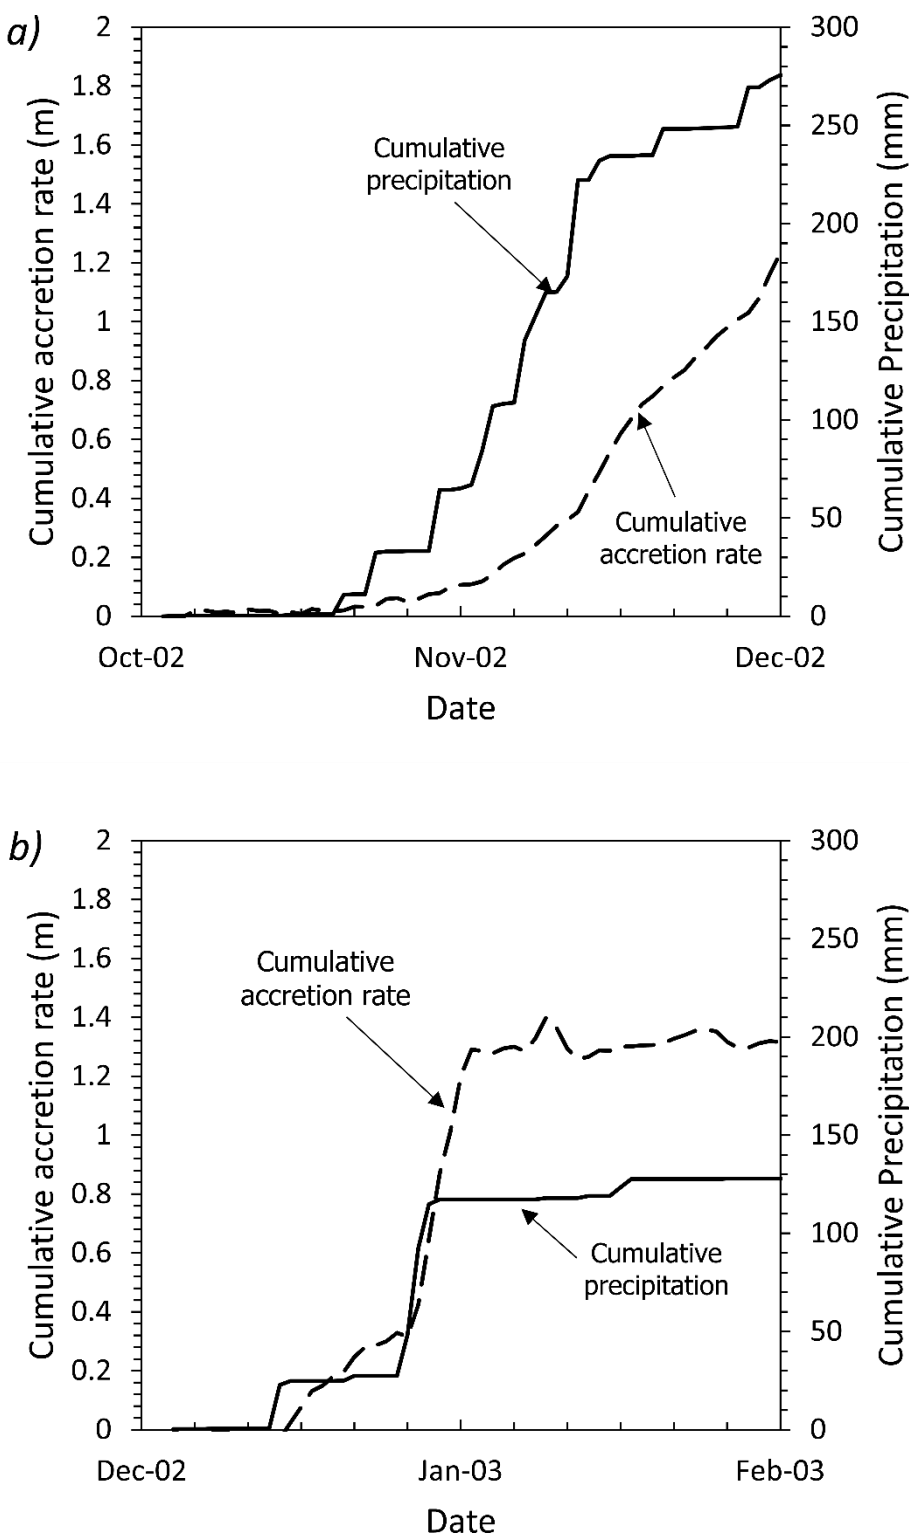 a)
2
1.8
1.6
1.4
1.2
1
0.8
0.6
0.4
0.2
0
Cumulative accretion rate (m)
300
250
200
150
100
50
0
Cumulative Precipitation (mm)
Cumulative
precipitation
Cumulative
accretion rate
Oct-02
Nov-02
Dec-02
Date
b)
2
1.8
1.6
1.4
1.2
1
0.8
0.6
0.4
0.2
0
Cumulative accretion rate (m)
300
250
200
150
100
50
0
Cumulative Precipitation (mm)
Cumulative
accretion rate
Cumulative
precipitation
Dec-02
Jan-03
Feb-03
Date